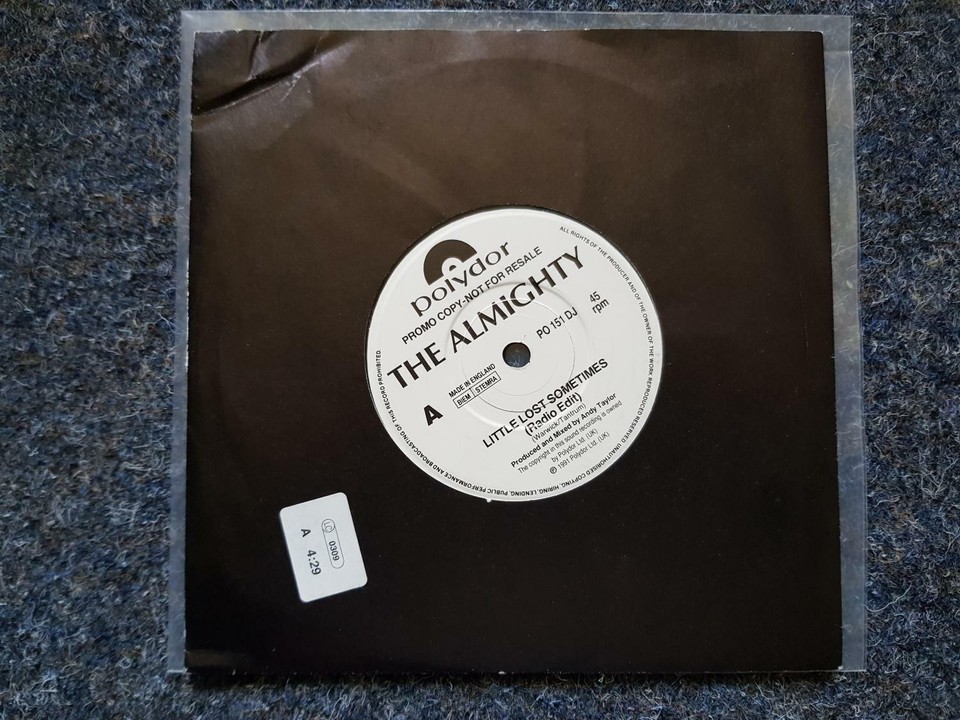 polydor
PROMO COPY-NOT FOR RESALE
THE ALMiGHTY
PO 151 DJ
45
rpm
MADE IN ENGLAND
BIEM STEMRA
A
LITTLE LOST SOMETIMES
(Radio Edit)
(Warwick/Tantrum)
Produced and Mixed by Andy Taylor
The copyright in this sound recording is owned
by Polydor Ltd. (UK)
℗ 1991 Polydor Ltd. (UK)
ALL RIGHTS OF THE PRODUCER AND OF THE OWNER OF THE WORK REPRODUCED RESERVED UNAUTHORISED COPYING, HIRING, LENDING, PUBLIC PERFORMANCE AND BROADCASTING OF THIS RECORD PROHIBITED.
LC 0309
A 4:29